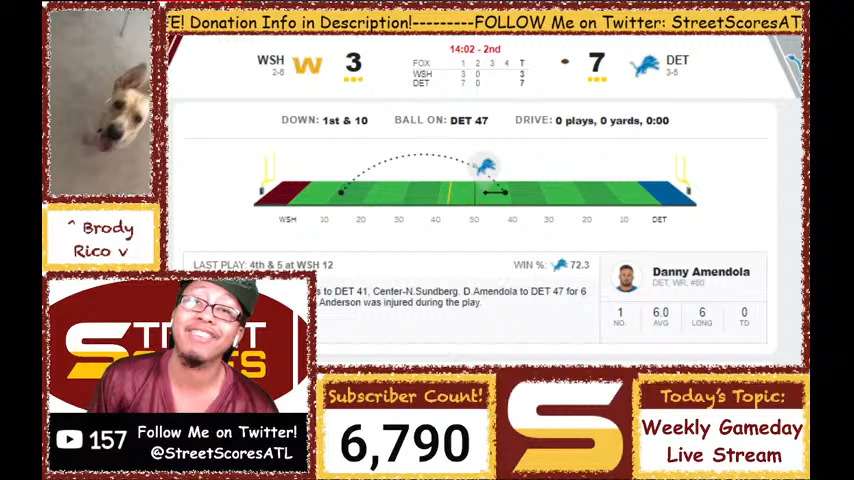 E! Donation Info in Description!---------FOLLOW Me on Twitter: StreetScoresATL
WSH
2-6
W
3
14:02 - 2nd
FOX 1 2 3 4 T
WSH 3 0 3
DET 7 0 7
7
DET
3-5
DOWN: 1st & 10 BALL ON: DET 47 DRIVE: 0 plays, 0 yards, 0:00
WSH 10 20 30 40 50 40 30 20 10 DET
^ Brody
Rico v
LAST PLAY: 4th & 5 at WSH 12
WIN %: 72.3
s to DET 41, Center-N.Sundberg. D.Amendola to DET 47 for 6
Anderson was injured during the play.
Danny Amendola
DET, WR, #80
1 6.0 6 0
NO. AVG LONG TD
157
Follow Me on Twitter!
@StreetScoresATL
Subscriber Count!
6,790
S
Today's Topic:
Weekly Gameday
Live Stream